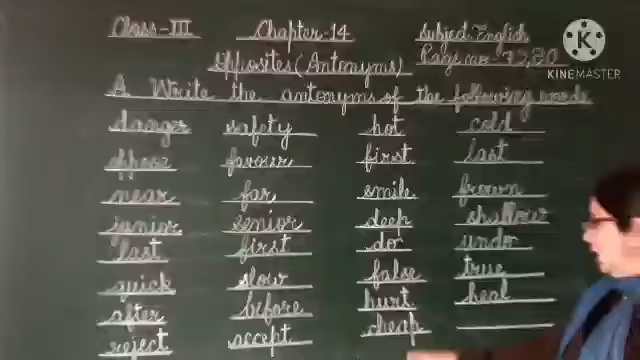 Class-III Chapter-14 Subject: English
Opposites (Antonyms) Page no-79,80
A. Write the antonyms of the following words
danger safety hot cold
oppose favour first last
near far smile frown
junior senior deep shallow
last first do undo
quick slow false true
after before hurt heal
reject accept cheap
KINEMASTER